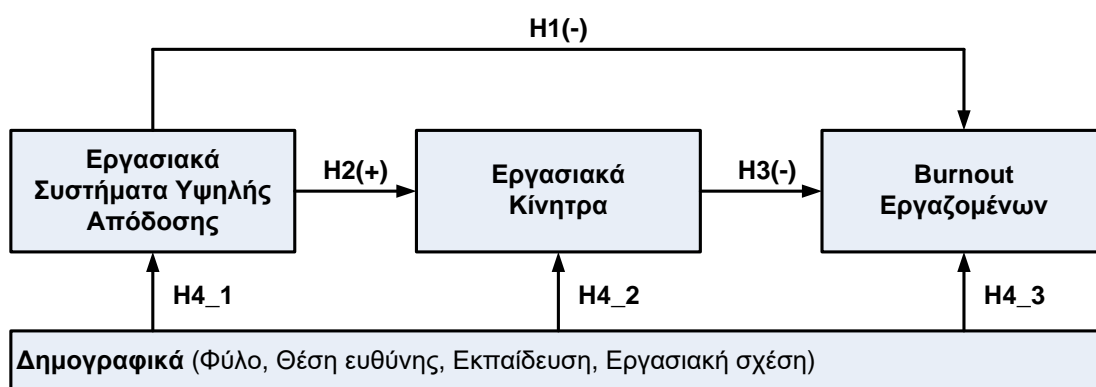 H1(-)
Εργασιακά
Συστήματα Υψηλής
Απόδοσης
H2(+)
Εργασιακά
Κίνητρα
H3(-)
Burnout
Εργαζομένων
H4_1
H4_2
H4_3
Δημογραφικά (Φύλο, Θέση ευθύνης, Εκπαίδευση, Εργασιακή σχέση)